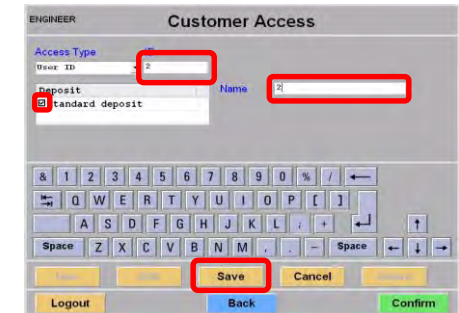 ENGINEER Customer Access
Access Type
User ID 2
Deposit Name 2
tandard deposit
& 1 2 3 4 5 6 7 8 9 0 % /
Q W E R T Y U I O P [ ]
A S D F G H J K L ; +
Space Z X C V B N M , . - Space
Save Cancel
Logout Back Confirm